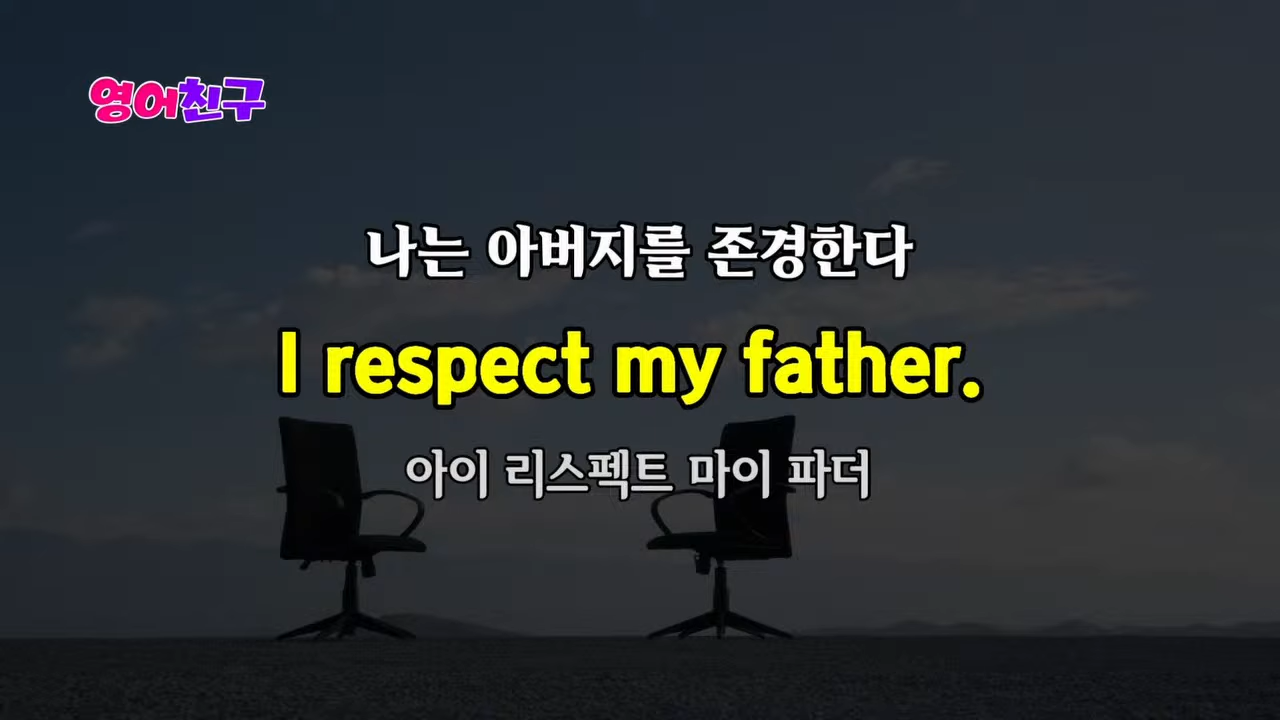 영어친구
나는 아버지를 존경한다
I respect my father.
아이 리스펙트 마이 파더